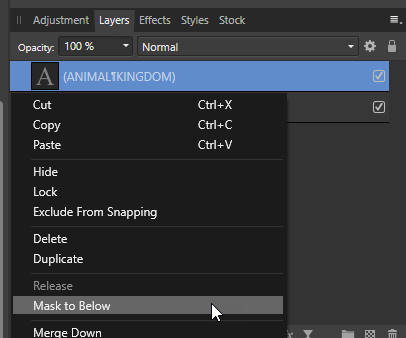 Adjustment Layers Effects Styles Stock
Opacity: 100 % Normal
A (ANIMAL¶KINGDOM)
Cut Ctrl+X
Copy Ctrl+C
Paste Ctrl+V
Hide
Lock
Exclude From Snapping
Delete
Duplicate
Release
Mask to Below
Merge Down